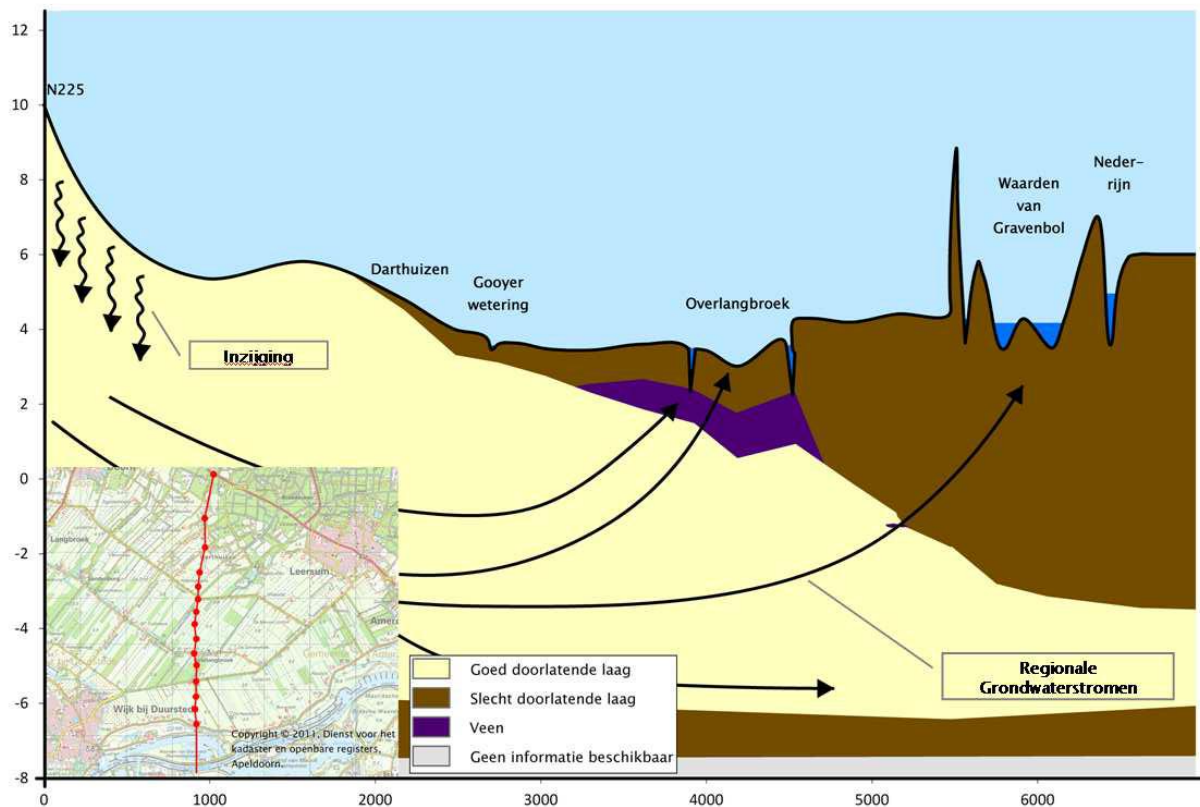 12
10
8
6
4
2
0
-2
-4
-6
-8
N225
Inzijging
Darthuizen
Gooyer
wetering
Overlangbroek
Waarden
van
Gravenbol
Neder-
rijn
Langbroek
Leersum
Wijk bij Duurstede
Copyright © 2011, Dienst voor het
kadaster en openbare registers,
Apeldoorn.
Goed doorlatende laag
Slecht doorlatende laag
Veen
Geen informatie beschikbaar
Regionale
Grondwaterstromen
0
1000
2000
3000
4000
5000
6000